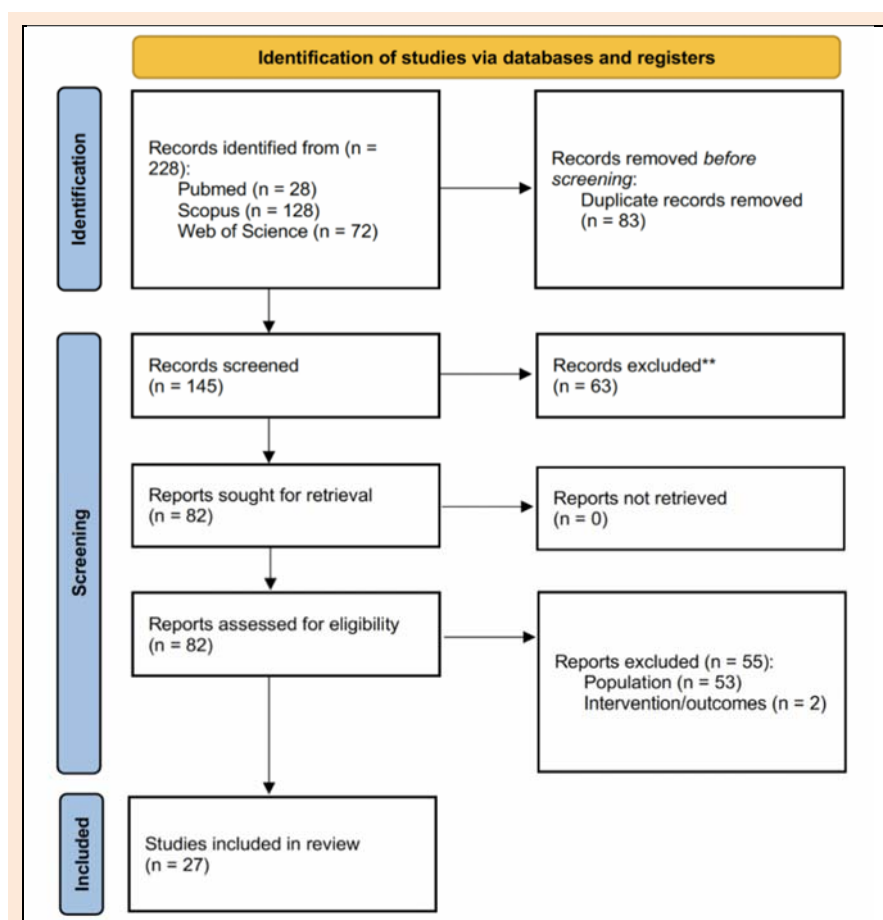 Identification of studies via databases and registers
Identification
Records identified from (n =
228):
Pubmed (n = 28)
Scopus (n = 128)
Web of Science (n = 72)
Records removed before
screening:
Duplicate records removed
(n = 83)
Screening
Records screened
(n = 145)
Records excluded**
(n = 63)
Reports sought for retrieval
(n = 82)
Reports not retrieved
(n = 0)
Reports assessed for eligibility
(n = 82)
Reports excluded (n = 55):
Population (n = 53)
Intervention/outcomes (n = 2)
Included
Studies included in review
(n = 27)